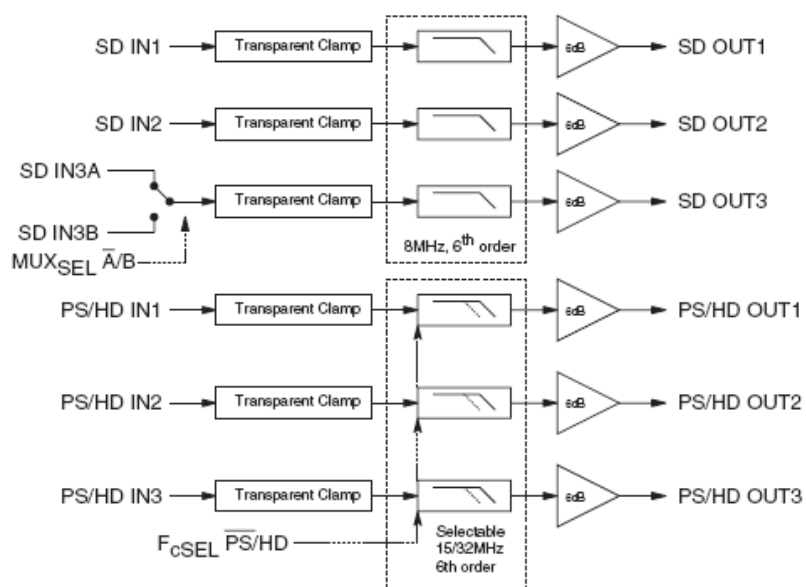 SD IN1 Transparent Clamp 6dB SD OUT1
SD IN2 Transparent Clamp 6dB SD OUT2
SD IN3A
Transparent Clamp 6dB SD OUT3
SD IN3B
MUXSEL A̅/B
8MHz, 6th order
PS/HD IN1 Transparent Clamp 6dB PS/HD OUT1
PS/HD IN2 Transparent Clamp 6dB PS/HD OUT2
PS/HD IN3 Transparent Clamp 6dB PS/HD OUT3
FcSEL P̅S̅/HD
Selectable
15/32MHz
6th order